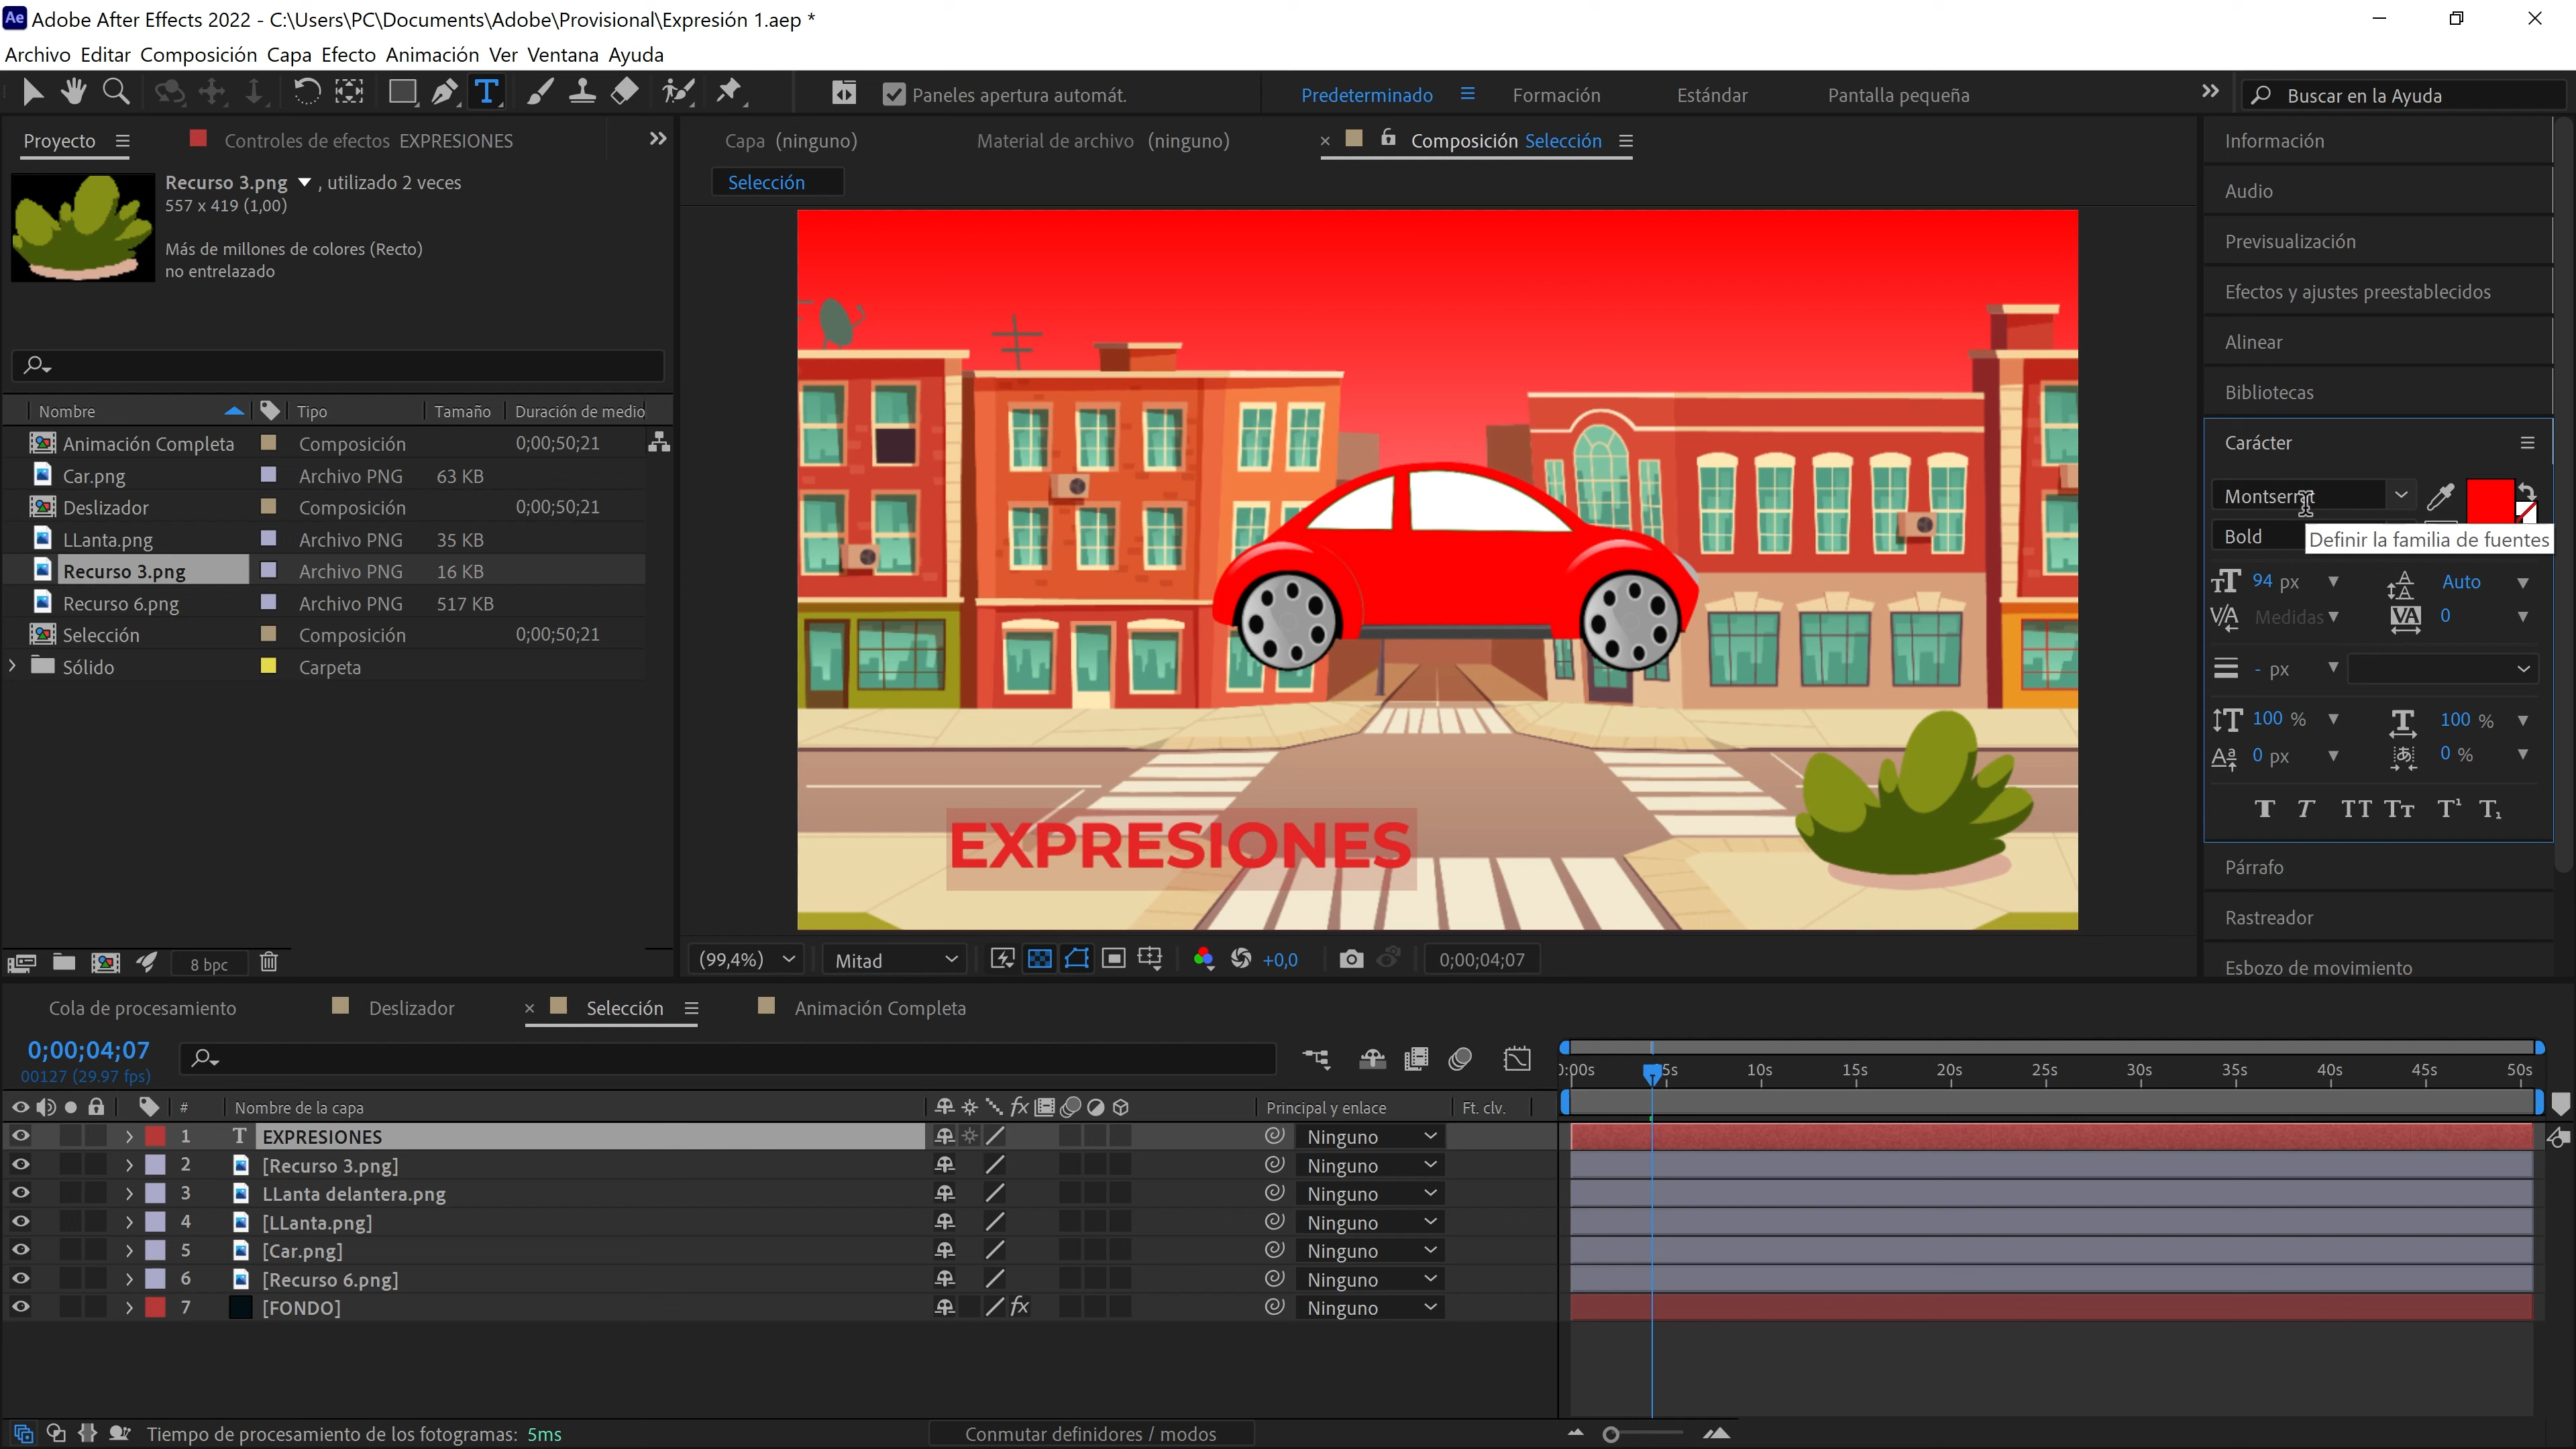 Adobe After Effects 2022 - C:\Users\PC\Documents\Adobe\Provisional\Expresión 1.aep *
Archivo Editar Composición Capa Efecto Animación Ver Ventana Ayuda
Paneles apertura automát.
Predeterminado
Formación
Estándar
Pantalla pequeña
Buscar en la Ayuda
Proyecto
Controles de efectos EXPRESIONES
Capa (ninguno)
Material de archivo (ninguno)
Composición Selección
Selección
Recurso 3.png , utilizado 2 veces
557 x 419 (1,00)
Más de millones de colores (Recto)
no entrelazado
Nombre Tipo Tamaño Duración de medio
Animación Completa Composición 0;00;50;21
Car.png Archivo PNG 63 KB
Deslizador Composición 0;00;50;21
LLanta.png Archivo PNG 35 KB
Recurso 3.png Archivo PNG 16 KB
Recurso 6.png Archivo PNG 517 KB
Selección Composición 0;00;50;21
Sólido Carpeta
8 bpc
EXPRESIONES
(99,4%) Mitad +0,0 0;00;04;07
Información
Audio
Previsualización
Efectos y ajustes preestablecidos
Alinear
Bibliotecas
Carácter
Montserrat
Bold
Definir la familia de fuentes
94 px Auto
Medidas 0
- px
100 % 100 %
0 px 0 %
Párrafo
Rastreador
Esbozo de movimiento
Cola de procesamiento Deslizador Selección Animación Completa
0;00;04;07
00127 (29.97 fps)
0:00s 05s 10s 15s 20s 25s 30s 35s 40s 45s 50s
# Nombre de la capa Principal y enlace Ft. clv.
1 EXPRESIONES Ninguno
2 [Recurso 3.png] Ninguno
3 LLanta delantera.png Ninguno
4 [LLanta.png] Ninguno
5 [Car.png] Ninguno
6 [Recurso 6.png] Ninguno
7 [FONDO] Ninguno
Tiempo de procesamiento de los fotogramas: 5ms
Conmutar definidores / modos